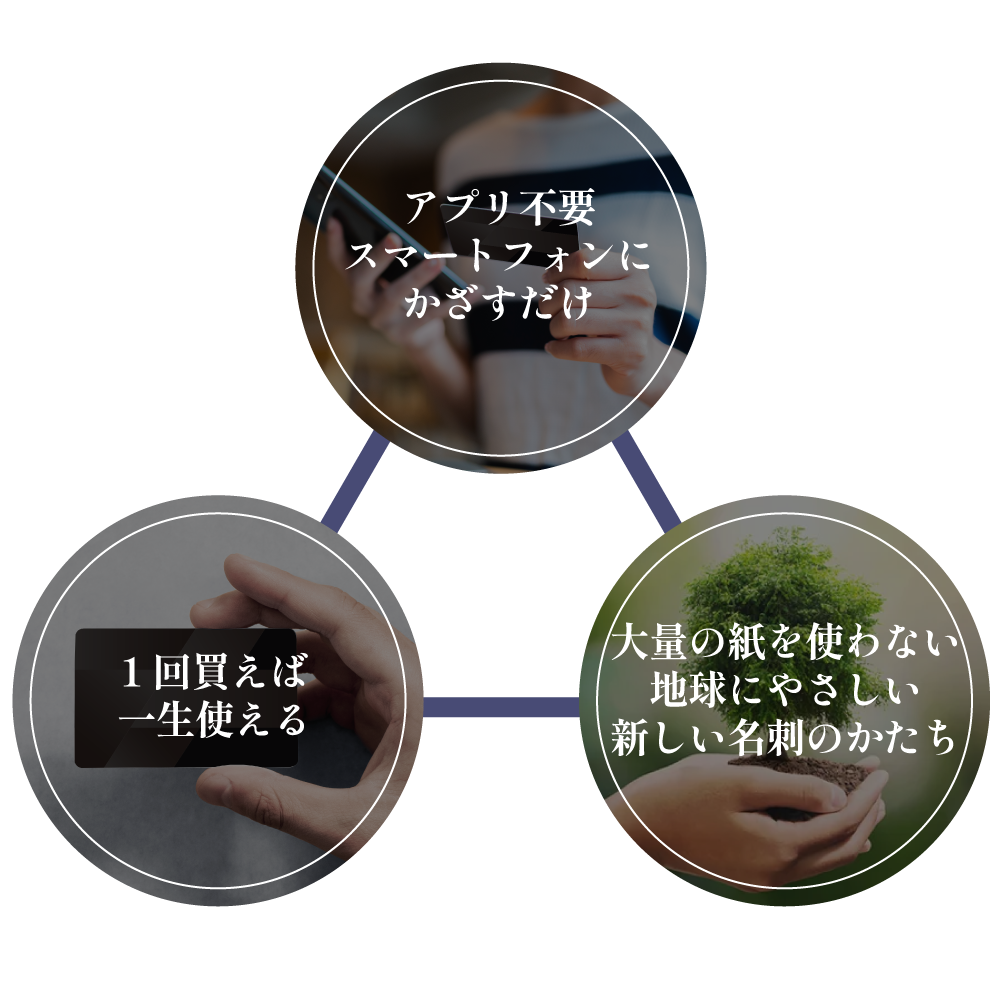 アプリ不要
スマートフォンに
かざすだけ
１回買えば
一生使える
大量の紙を使わない
地球にやさしい
新しい名刺のかたち